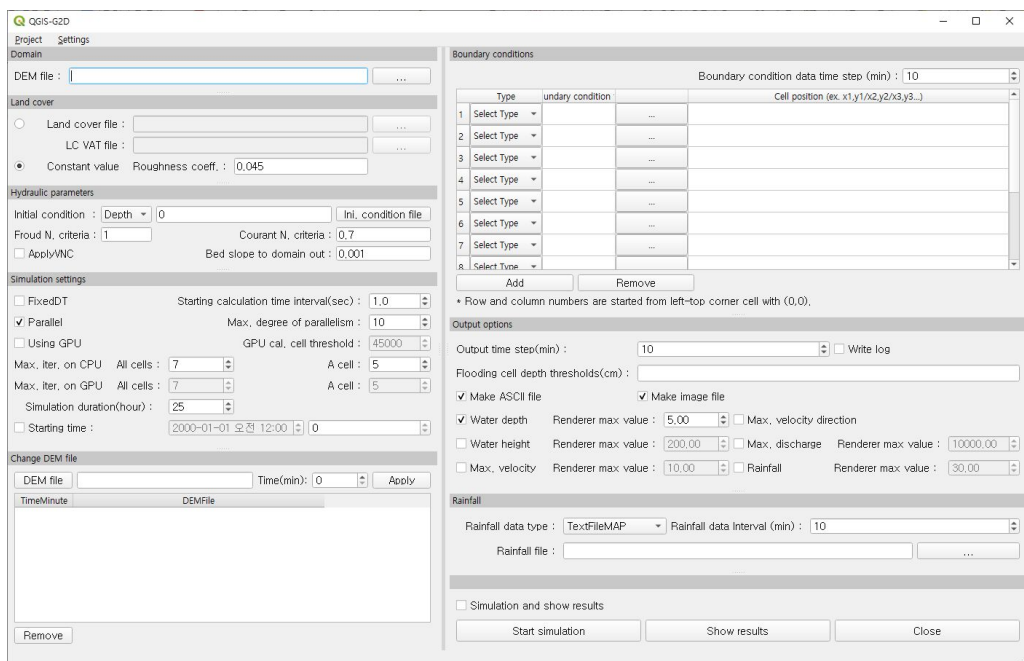 QGIS-G2D
Project Settings
Domain
DEM file :
...
Land cover
Land cover file :
...
LC VAT file :
...
Constant value Roughness coeff. : 0.045
Hydraulic parameters
Initial condition : Depth 0 Ini. condition file
Froud N. criteria : 1 Courant N. criteria : 0.7
ApplyVNC Bed slope to domain out : 0.001
Simulation settings
FixedDT Starting calculation time interval(sec) : 1.0
Parallel Max. degree of parallelism : 10
Using GPU GPU cal. cell threshold : 45000
Max. iter. on CPU All cells : 7 A cell : 5
Max. iter. on GPU All cells : 7 A cell : 5
Simulation duration(hour) : 25
Starting time : 2000-01-01 오전 12:00 0
Change DEM file
DEM file Time(min): 0 Apply
TimeMinute DEMFile
Remove
Boundary conditions
Boundary condition data time step (min) : 10
Type undary condition Cell position (ex. x1,y1/x2,y2/x3,y3...)
1 Select Type ...
2 Select Type ...
3 Select Type ...
4 Select Type ...
5 Select Type ...
6 Select Type ...
7 Select Type ...
8 Select Type
Add Remove
* Row and column numbers are started from left-top corner cell with (0,0).
Output options
Output time step(min) : 10 Write log
Flooding cell depth thresholds(cm) :
Make ASCII file Make image file
Water depth Renderer max value : 5.00 Max. velocity direction
Water height Renderer max value : 200.00 Max. discharge Renderer max value : 10000.00
Max. velocity Renderer max value : 10.00 Rainfall Renderer max value : 30.00
Rainfall
Rainfall data type : TextFileMAP Rainfall data Interval (min) : 10
Rainfall file : ...
Simulation and show results
Start simulation Show results Close